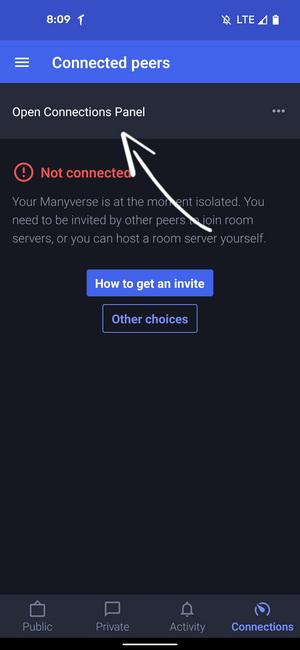 8:09 LTE
Connected peers
Open Connections Panel
Not connected
Your Manyverse is at the moment isolated. You
need to be invited by other peers to join room
servers, or you can host a room server yourself.
How to get an invite
Other choices
Public Private Activity Connections